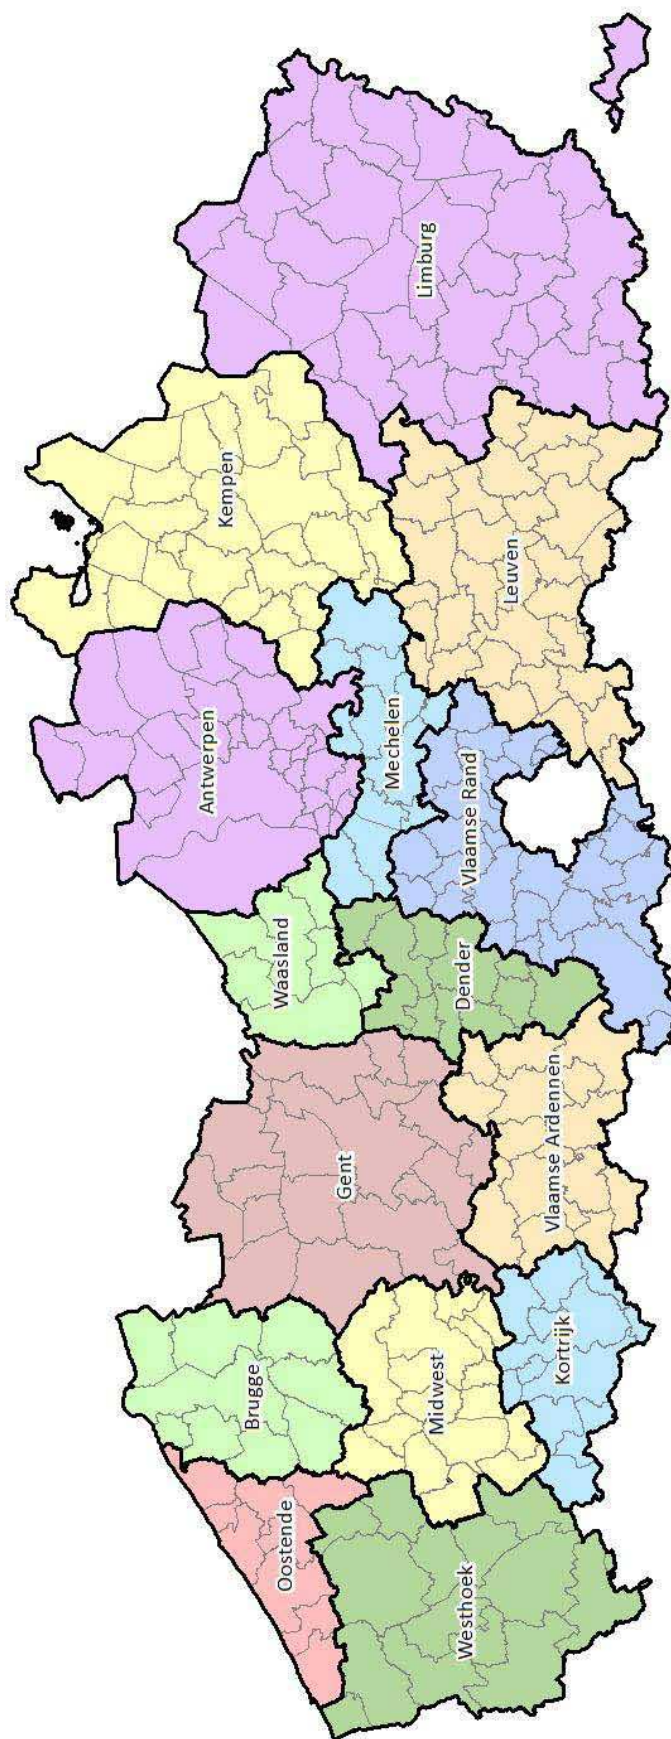 Limburg
Kempen
Leuven
Antwerpen
Mechelen
Vlaamse Rand
Waasland
Dender
Gent
Vlaamse Ardennen
Brugge
Midwest
Kortrijk
Oostende
Westhoek